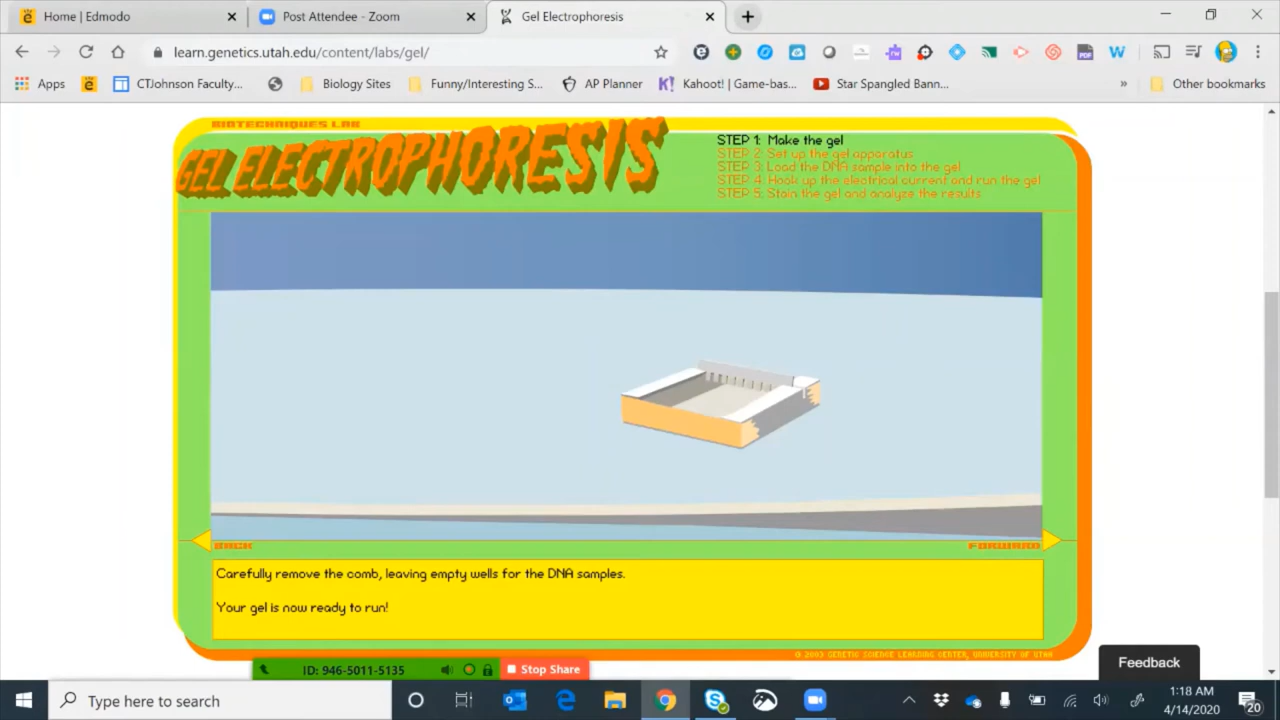 Home | Edmodo
Post Attendee - Zoom
Gel Electrophoresis
learn.genetics.utah.edu/content/labs/gel/
Apps
CTJohnson Faculty...
Biology Sites
Funny/Interesting S...
AP Planner
Kahoot! | Game-bas...
Star Spangled Bann...
»
Other bookmarks
BIOTECHNIQUES LAB
GEL ELECTROPHORESIS
STEP 1: Make the gel
STEP 2: Set up the gel apparatus
STEP 3: Load the DNA sample into the gel
STEP 4: Hook up the electrical current and run the gel
STEP 5: Stain the gel and analyze the results
BACK
FORWARD
Carefully remove the comb, leaving empty wells for the DNA samples.
Your gel is now ready to run!
© 2003 GENETIC SCIENCE LEARNING CENTER, UNIVERSITY OF UTAH
ID: 946-5011-5135
Stop Share
Feedback
Type here to search
1:18 AM
4/14/2020
20